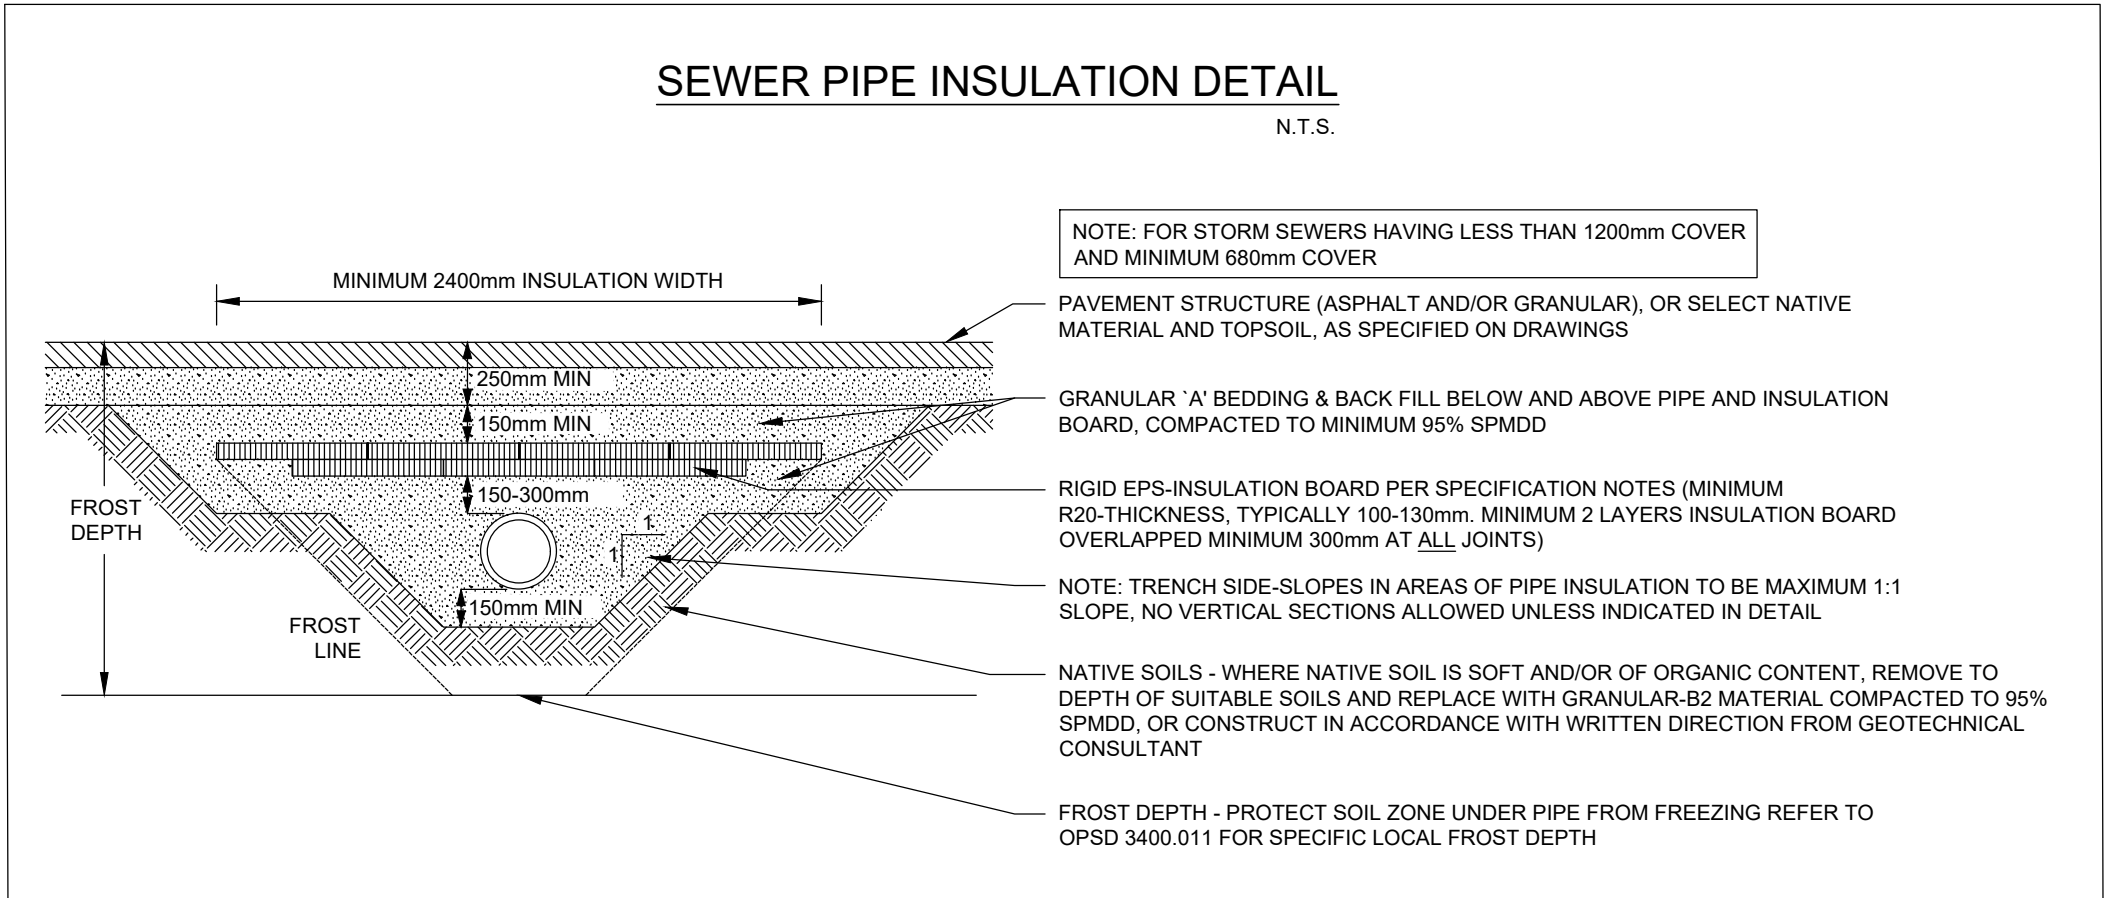 SEWER PIPE INSULATION DETAIL
N.T.S.
NOTE: FOR STORM SEWERS HAVING LESS THAN 1200mm COVER
AND MINIMUM 680mm COVER
MINIMUM 2400mm INSULATION WIDTH
PAVEMENT STRUCTURE (ASPHALT AND/OR GRANULAR), OR SELECT NATIVE
MATERIAL AND TOPSOIL, AS SPECIFIED ON DRAWINGS
250mm MIN
150mm MIN
GRANULAR `A' BEDDING & BACK FILL BELOW AND ABOVE PIPE AND INSULATION
BOARD, COMPACTED TO MINIMUM 95% SPMDD
150-300mm
RIGID EPS-INSULATION BOARD PER SPECIFICATION NOTES (MINIMUM
R20-THICKNESS, TYPICALLY 100-130mm. MINIMUM 2 LAYERS INSULATION BOARD
OVERLAPPED MINIMUM 300mm AT ALL JOINTS)
FROST
DEPTH
1
1
NOTE: TRENCH SIDE-SLOPES IN AREAS OF PIPE INSULATION TO BE MAXIMUM 1:1
SLOPE, NO VERTICAL SECTIONS ALLOWED UNLESS INDICATED IN DETAIL
150mm MIN
FROST
LINE
NATIVE SOILS - WHERE NATIVE SOIL IS SOFT AND/OR OF ORGANIC CONTENT, REMOVE TO
DEPTH OF SUITABLE SOILS AND REPLACE WITH GRANULAR-B2 MATERIAL COMPACTED TO 95%
SPMDD, OR CONSTRUCT IN ACCORDANCE WITH WRITTEN DIRECTION FROM GEOTECHNICAL
CONSULTANT
FROST DEPTH - PROTECT SOIL ZONE UNDER PIPE FROM FREEZING REFER TO
OPSD 3400.011 FOR SPECIFIC LOCAL FROST DEPTH